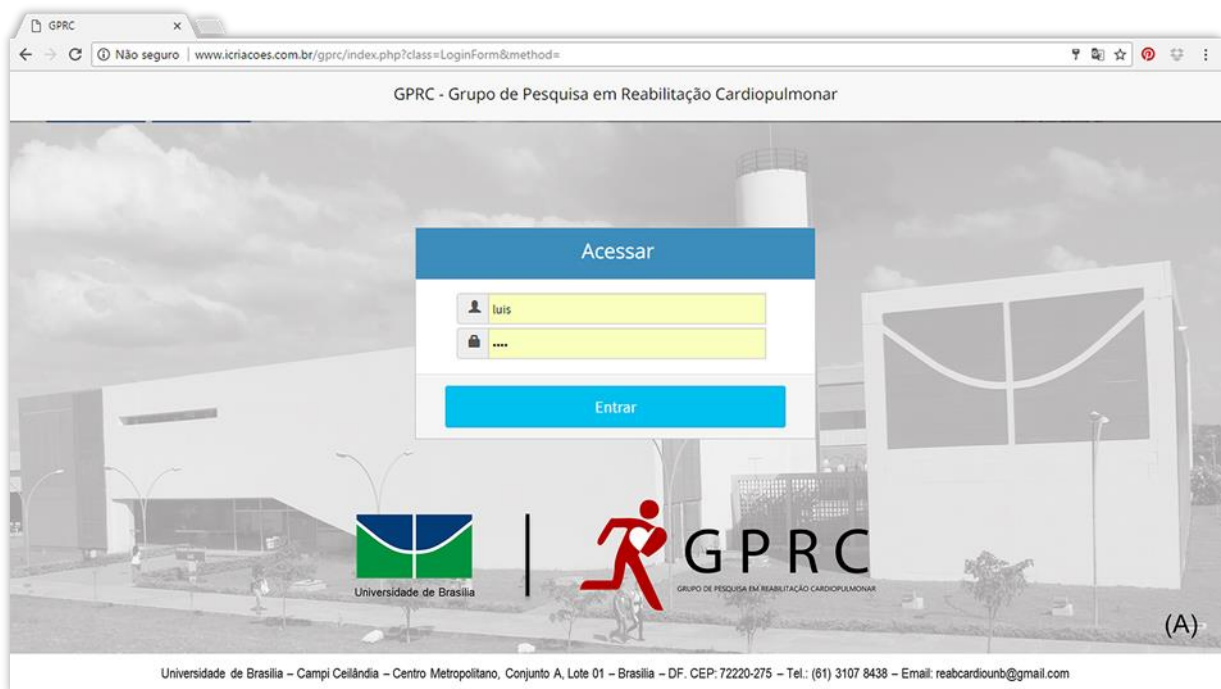 GPRC
Não seguro | www.icriacoes.com.br/gprc/index.php?class=LoginForm&method=
GPRC - Grupo de Pesquisa em Reabilitação Cardiopulmonar
Acessar
luis
••••
Entrar
Universidade de Brasília
GPRC
GRUPO DE PESQUISA EM REABILITAÇÃO CARDIOPULMONAR
(A)
Universidade de Brasilia – Campi Ceilândia – Centro Metropolitano, Conjunto A, Lote 01 – Brasilia – DF. CEP: 72220-275 – Tel.: (61) 3107 8438 – Email: reabcardiounb@gmail.com